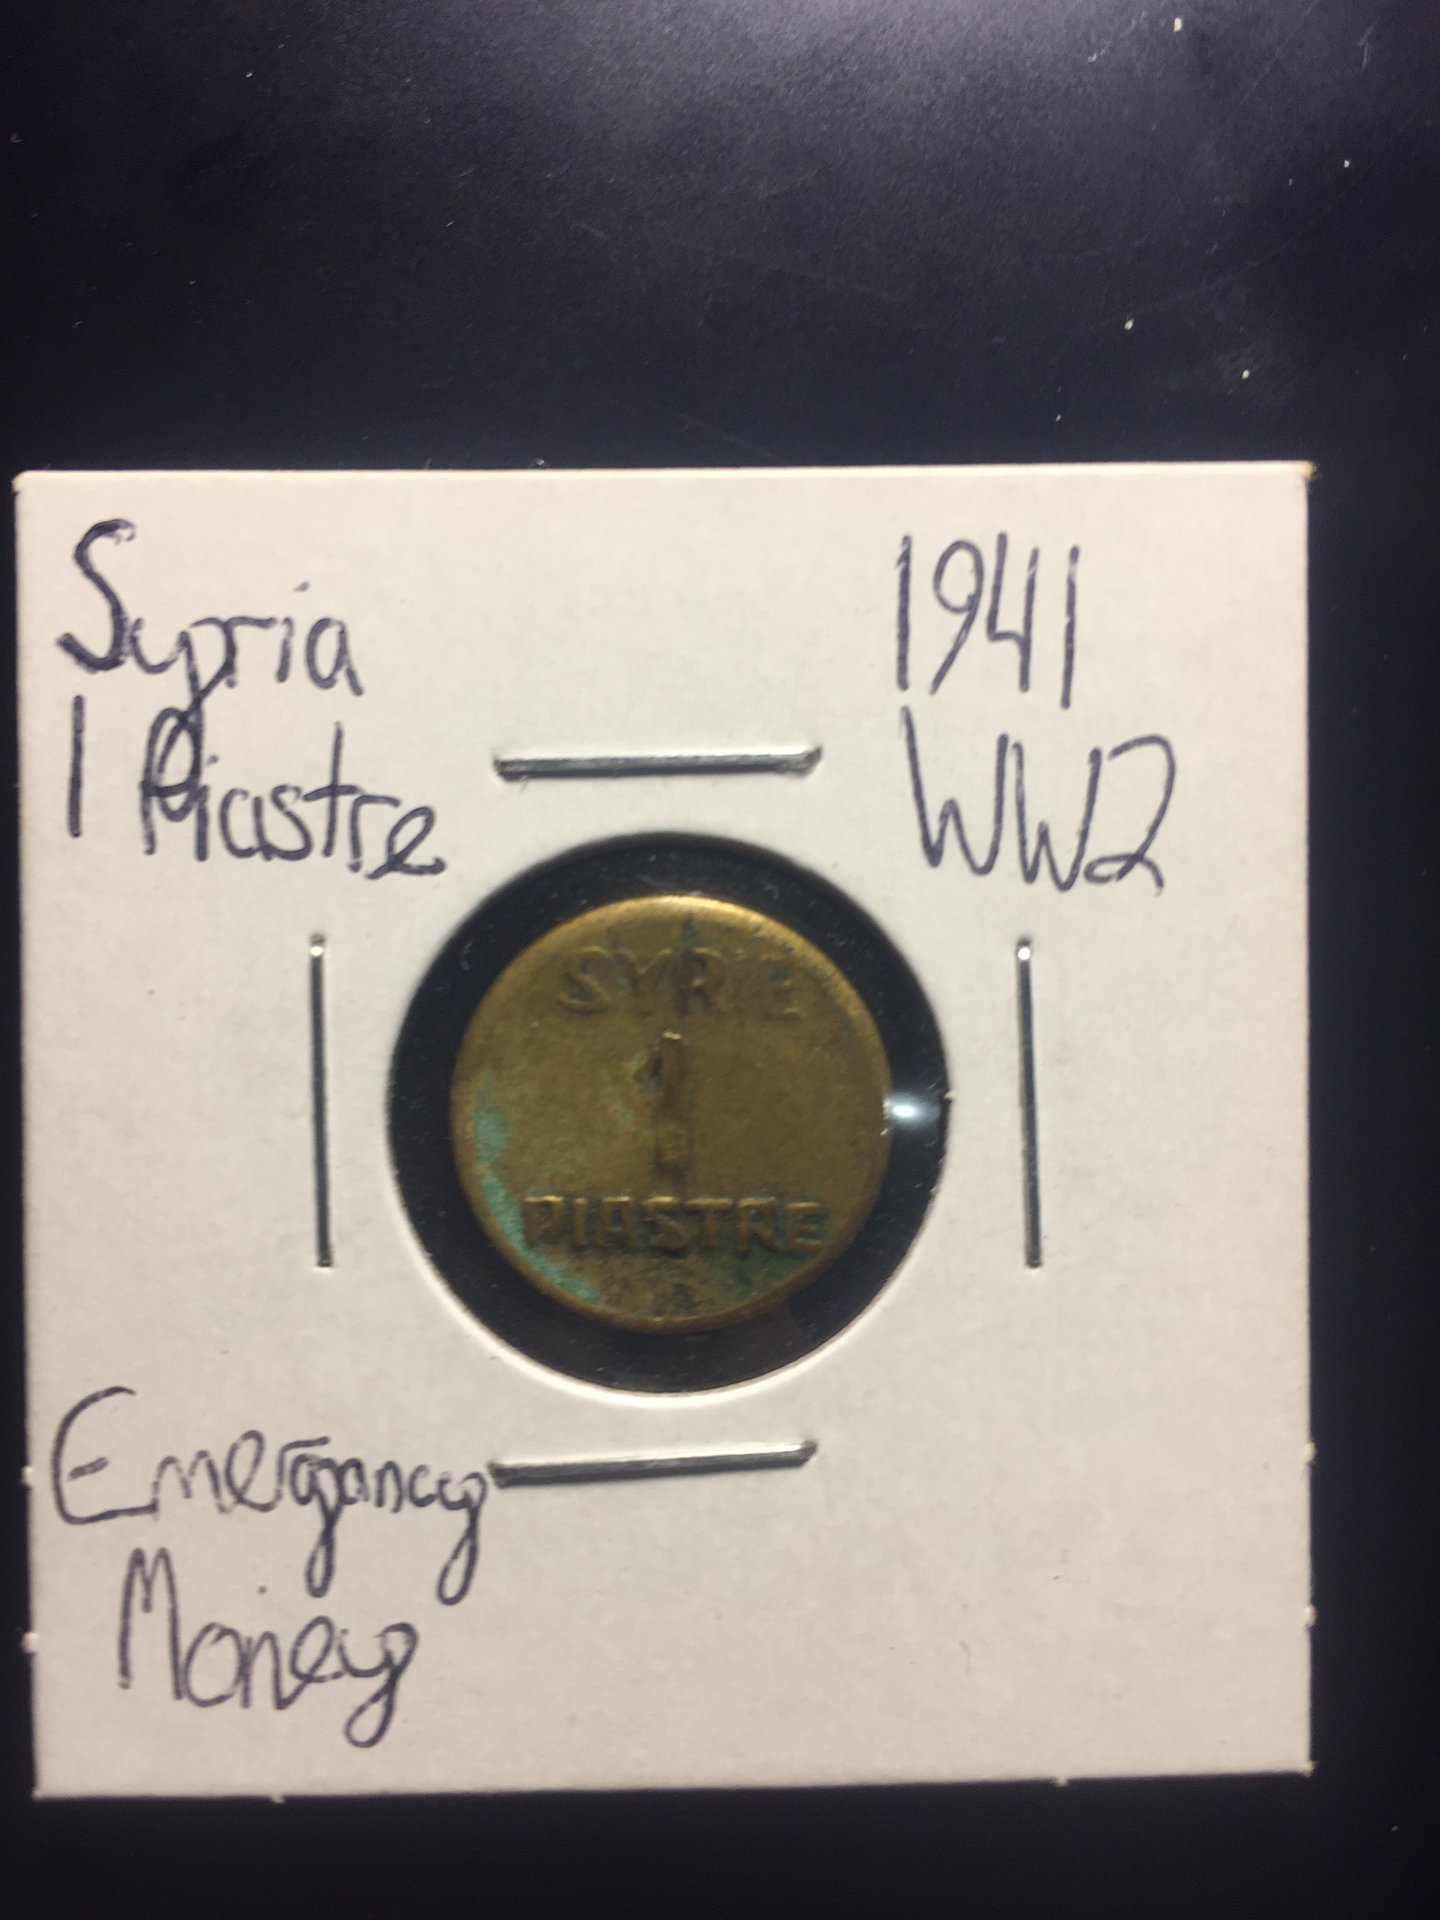 Syria
1 Piastre
1941
WW2
SYRIE
1
PIASTRE
Emergancy
Money